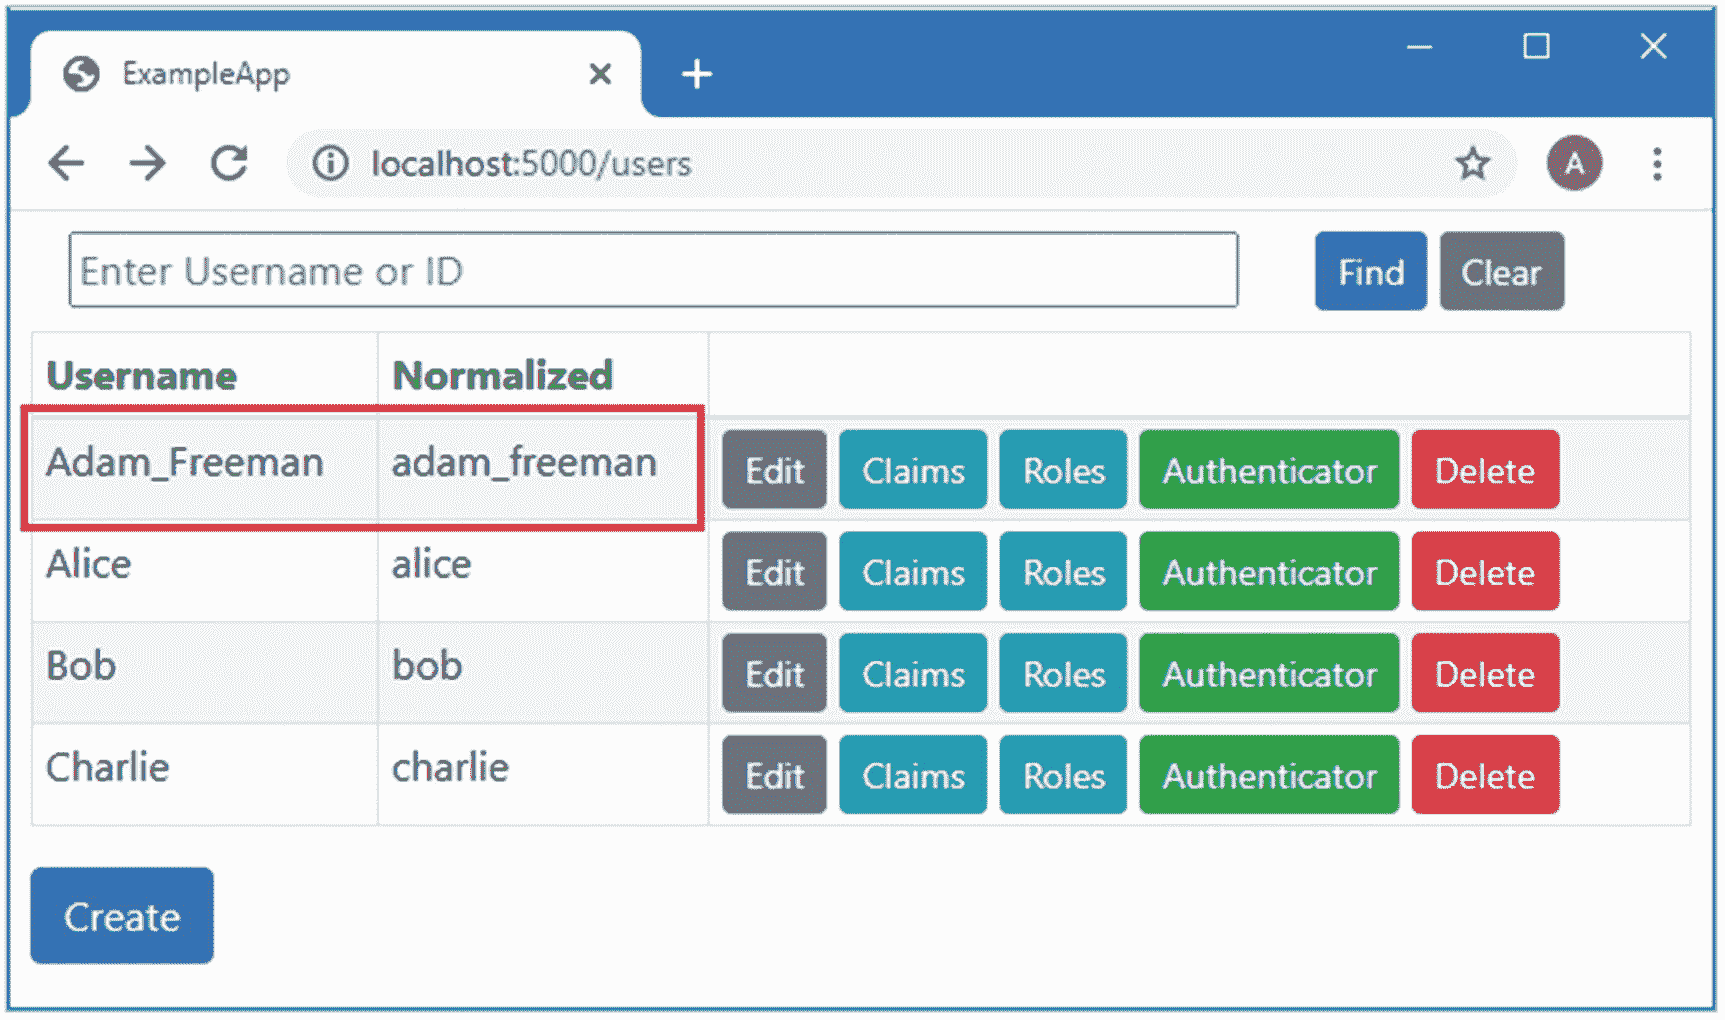 ExampleApp
localhost:5000/users
A
Enter Username or ID Find Clear
Username Normalized
Adam_Freeman adam_freeman Edit Claims Roles Authenticator Delete
Alice alice Edit Claims Roles Authenticator Delete
Bob bob Edit Claims Roles Authenticator Delete
Charlie charlie Edit Claims Roles Authenticator Delete
Create